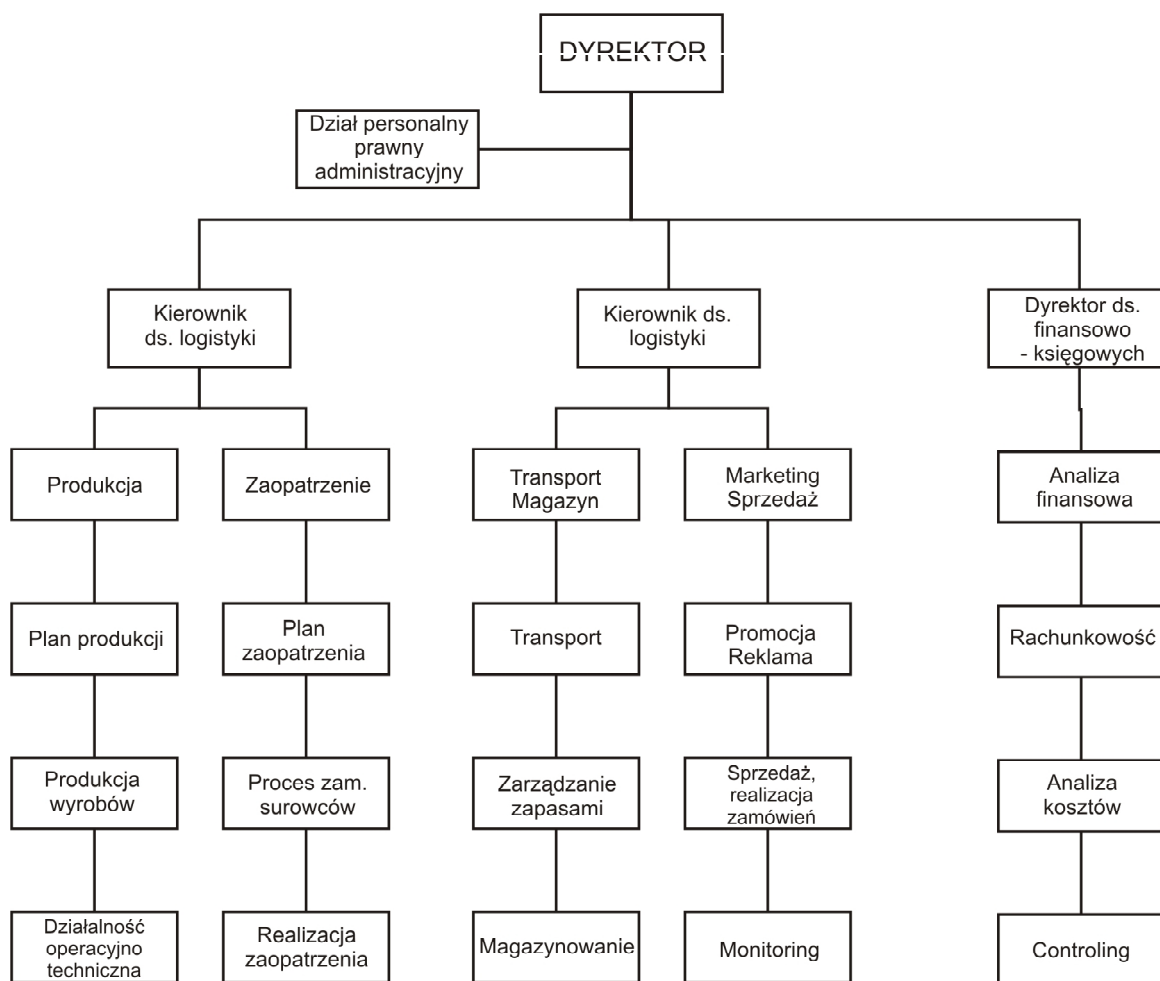 DYREKTOR
Dział personalny
prawny
administracyjny
Kierownik
ds. logistyki
Kierownik ds.
logistyki
Dyrektor ds.
finansowo
- księgowych
Produkcja
Zaopatrzenie
Transport
Magazyn
Marketing
Sprzedaż
Analiza
finansowa
Plan produkcji
Plan
zaopatrzenia
Transport
Promocja
Reklama
Rachunkowość
Produkcja
wyrobów
Proces zam.
surowców
Zarządzanie
zapasami
Sprzedaż,
realizacja
zamówień
Analiza
kosztów
Działalność
operacyjno
techniczna
Realizacja
zaopatrzenia
Magazynowanie
Monitoring
Controling